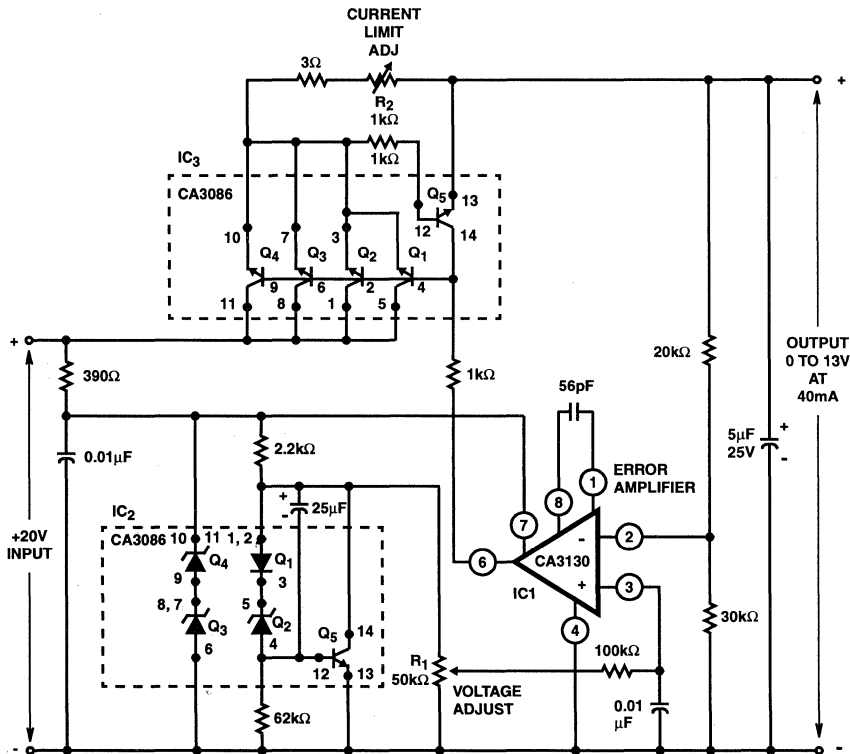 CURRENT
LIMIT
ADJ
3Ω
R2
1kΩ
1kΩ
+
IC3
CA3086
Q5
13
12
14
10
7
3
Q4
Q3
Q2
Q1
9
6
2
4
11
8
1
5
+
390Ω
1kΩ
20kΩ
OUTPUT
0 TO 13V
AT
40mA
56pF
0.01μF
2.2kΩ
5μF
25V
+
-
ERROR
AMPLIFIER
+
-
25μF
1
8
7
+20V
INPUT
IC2
CA3086
10
11
1, 2
Q4
Q1
9
3
8, 7
5
Q3
Q2
6
4
Q5
14
12
13
6
-
2
CA3130
+
3
IC1
4
30kΩ
R1
50kΩ
VOLTAGE
ADJUST
100kΩ
0.01
μF
62kΩ
-
-